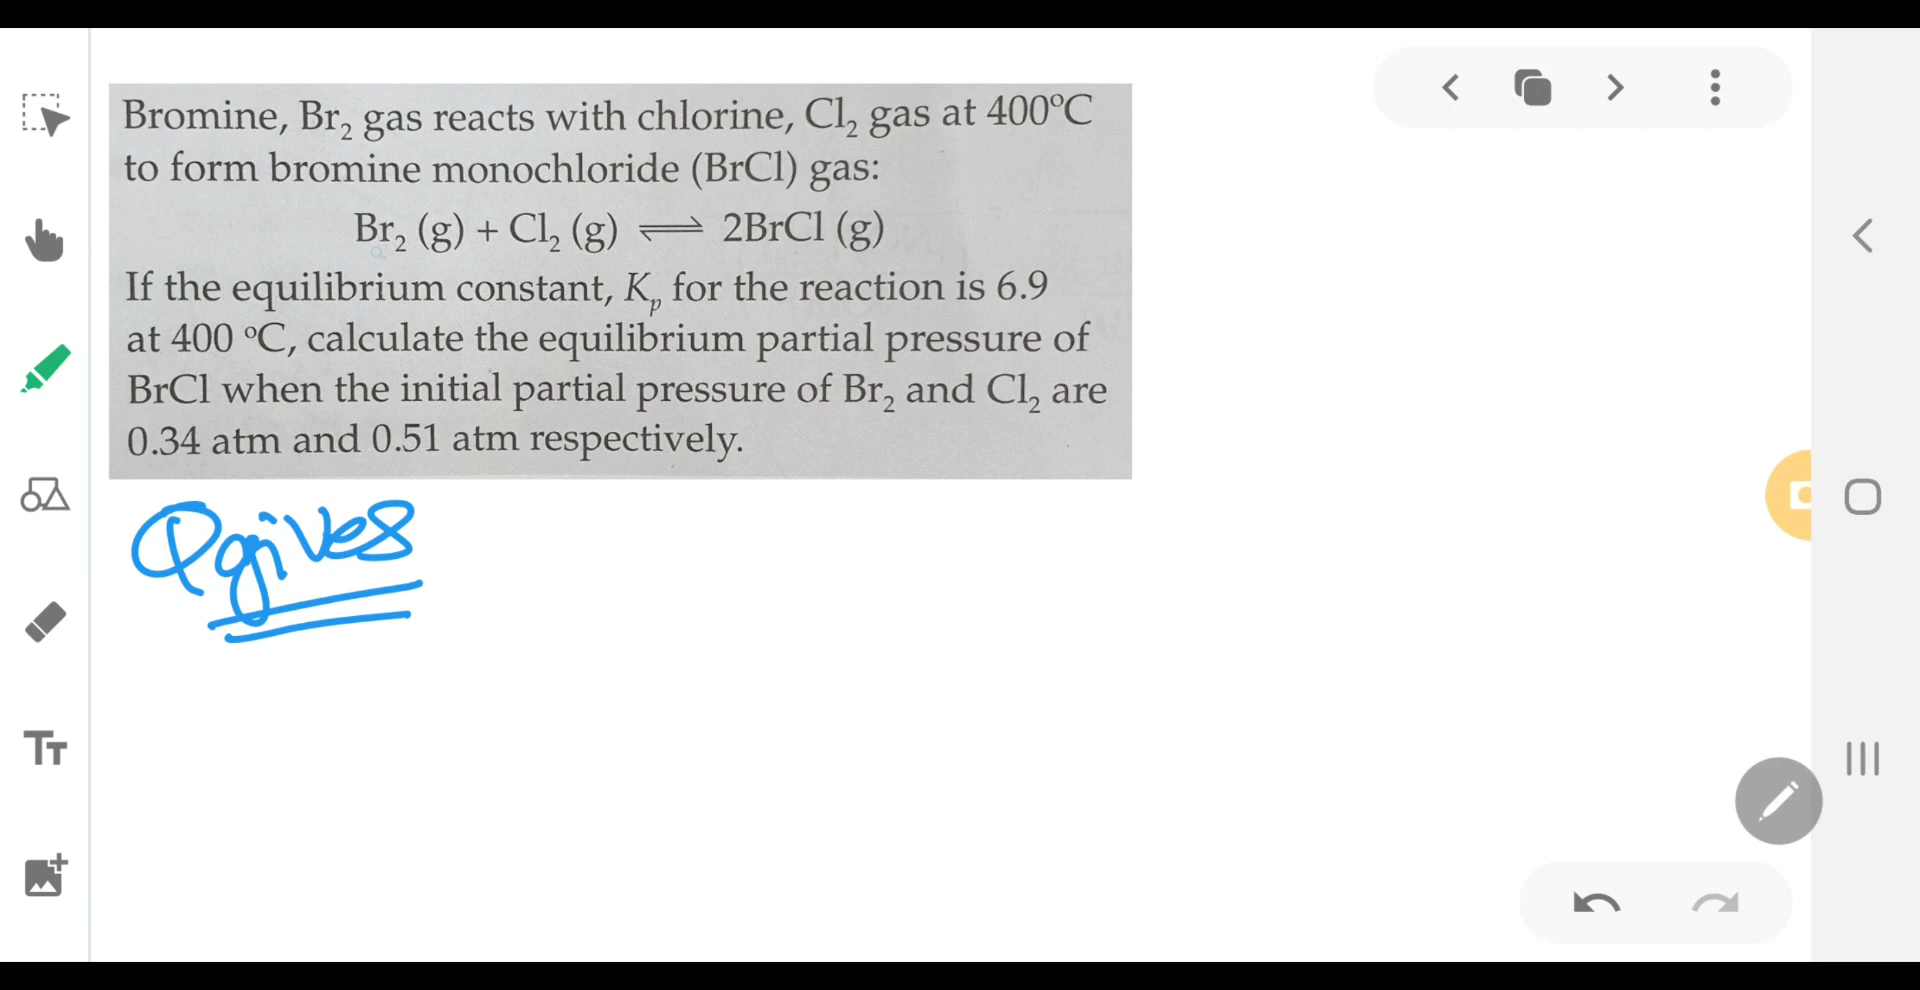 Bromine, Br₂ gas reacts with chlorine, Cl₂ gas at 400°C
to form bromine monochloride (BrCl) gas:
Br₂ (g) + Cl₂ (g) ⇌ 2BrCl (g)
If the equilibrium constant, Kₚ for the reaction is 6.9
at 400 °C, calculate the equilibrium partial pressure of
BrCl when the initial partial pressure of Br₂ and Cl₂ are
0.34 atm and 0.51 atm respectively.
Q gives
TT